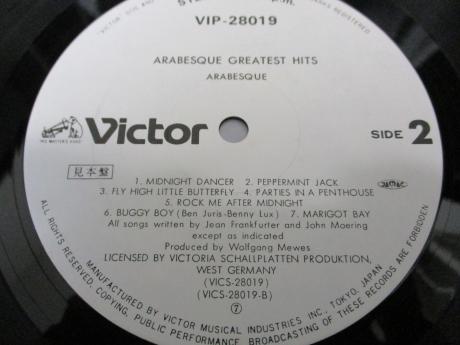 VIP-28019
ARABESQUE GREATEST HITS
ARABESQUE
"HIS MASTER'S VOICE"
Victor
SIDE 2
見本盤
JASRAC
1. MIDNIGHT DANCER 2. PEPPERMINT JACK
3. FLY HIGH LITTLE BUTTERFLY 4. PARTIES IN A PENTHOUSE
5. ROCK ME AFTER MIDNIGHT
6. BUGGY BOY (Ben Juris-Benny Lux) 7. MARIGOT BAY
All songs written by Jean Frankfurter and John Moering
except as indicated
Produced by Wolfgang Mewes
LICENSED BY VICTORIA SCHALLPLATTEN PRODUKTION,
WEST GERMANY
(VICS-28019)
(VICS-28019-B)
⑦
ALL RIGHTS RESERVED. UNAUTHORIZED COPYING, PUBLIC PERFORMANCE, BROADCASTING OF THESE RECORDS ARE FORBIDDEN
MANUFACTURED BY VICTOR MUSICAL INDUSTRIES INC., TOKYO, JAPAN